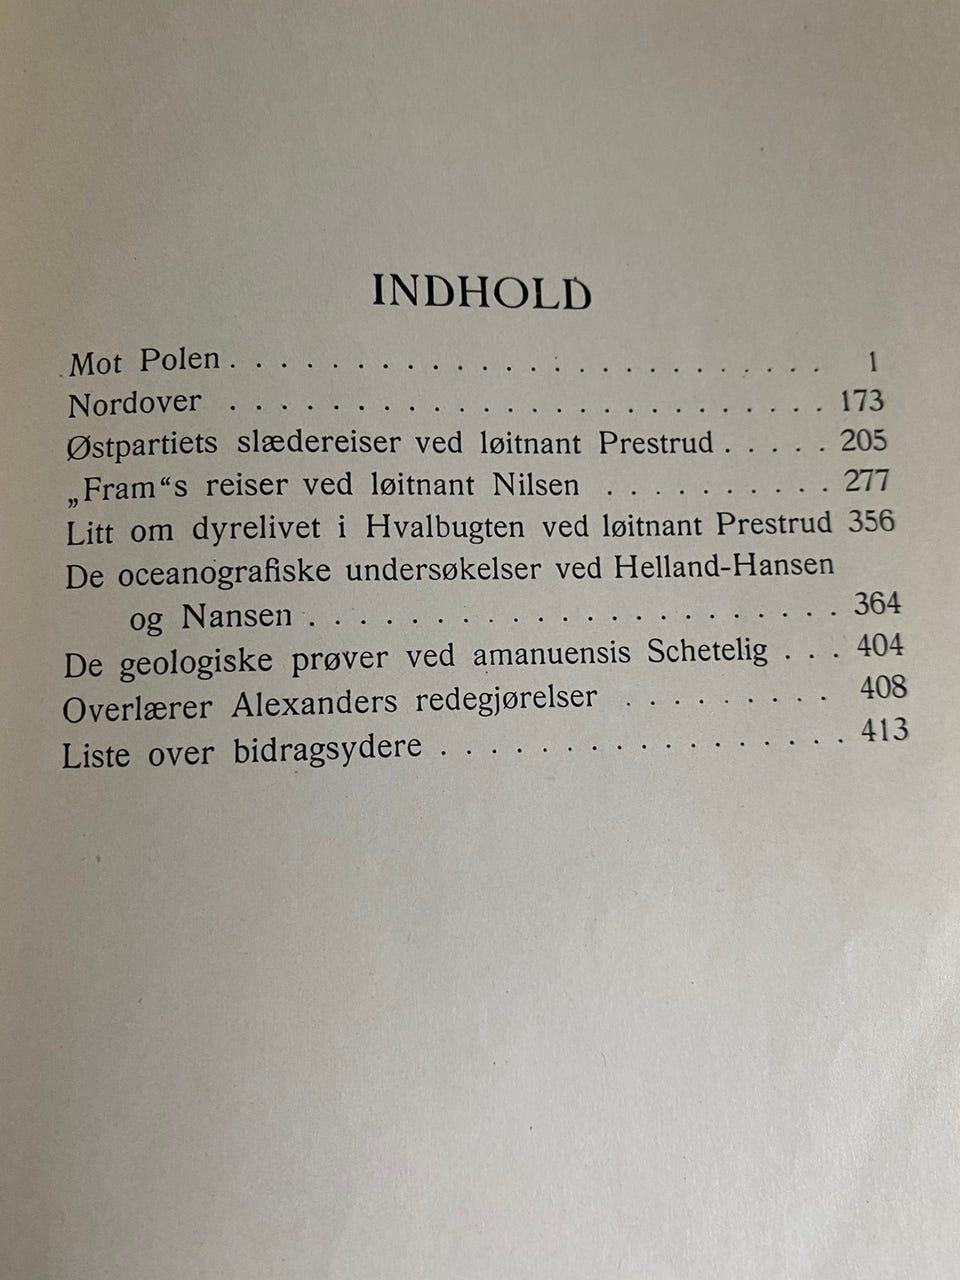 INDHOLD
Mot Polen . . . . . . . . . . . . . . . . . . . . . . . . 1
Nordover . . . . . . . . . . . . . . . . . . . . . . . . 173
Østpartiets slædereiser ved løitnant Prestrud . . . . . 205
„Fram“s reiser ved løitnant Nilsen . . . . . . . . . 277
Litt om dyrelivet i Hvalbugten ved løitnant Prestrud 356
De oceanografiske undersøkelser ved Helland-Hansen
og Nansen . . . . . . . . . . . . . . . . . . . . . 364
De geologiske prøver ved amanuensis Schetelig . . . 404
Overlærer Alexanders redegjørelser . . . . . . . . . 408
Liste over bidragsydere . . . . . . . . . . . . . . . . 413